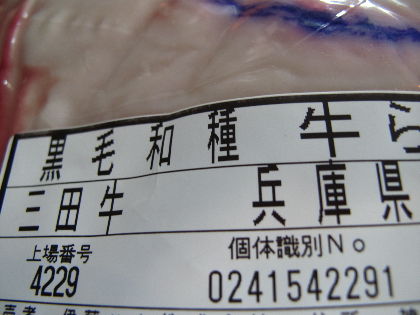 黒毛和種 牛ら
三田牛 兵庫県
上場番号 個体識別No
4229 0241542291